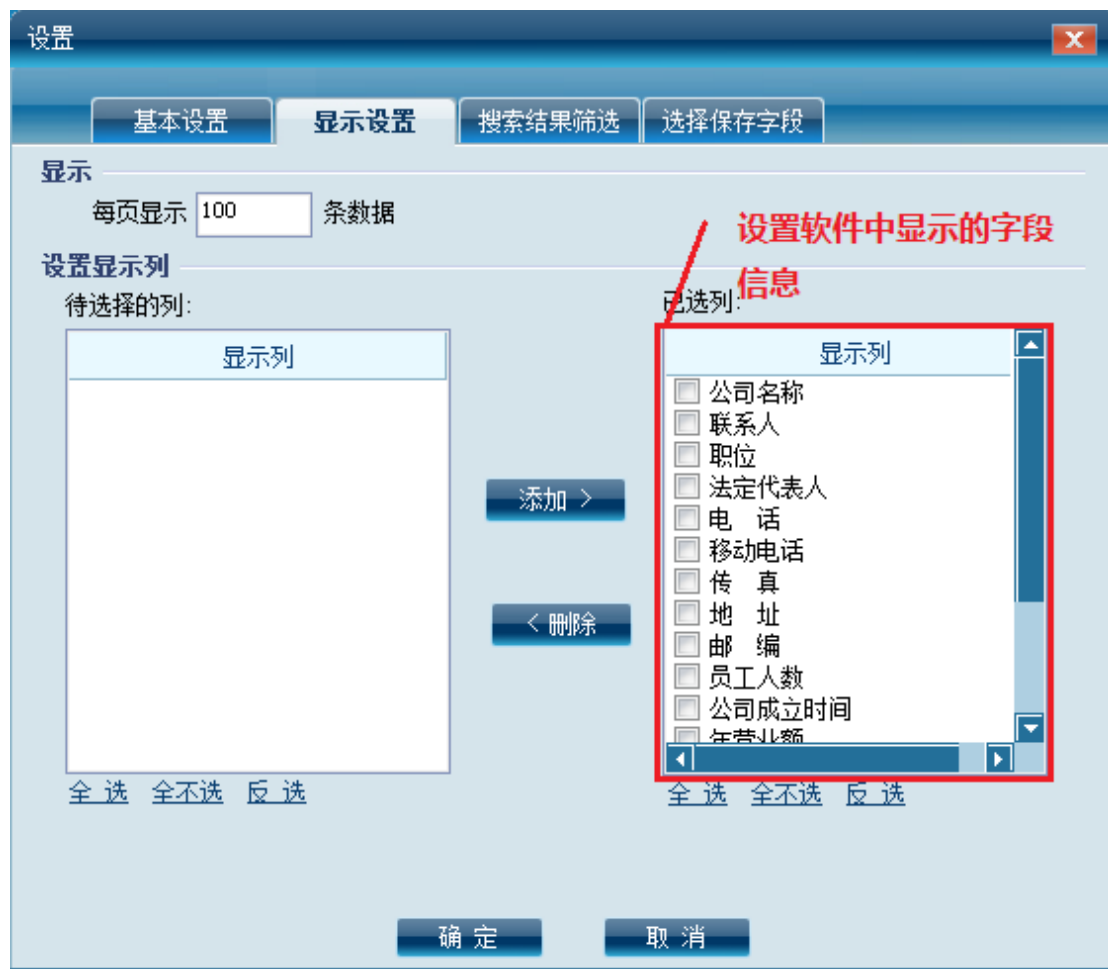 设置
基本设置
显示设置
搜索结果筛选
选择保存字段
显示
每页显示 100 条数据
设置软件中显示的字段
信息
设置显示列
待选择的列:
已选列:
显示列
显示列
公司名称
联系人
职位
法定代表人
电 话
移动电话
传 真
地 址
邮 编
员工人数
公司成立时间
年营业额
添加 >
< 删除
全 选 全不选 反 选
全 选 全不选 反 选
确 定
取 消